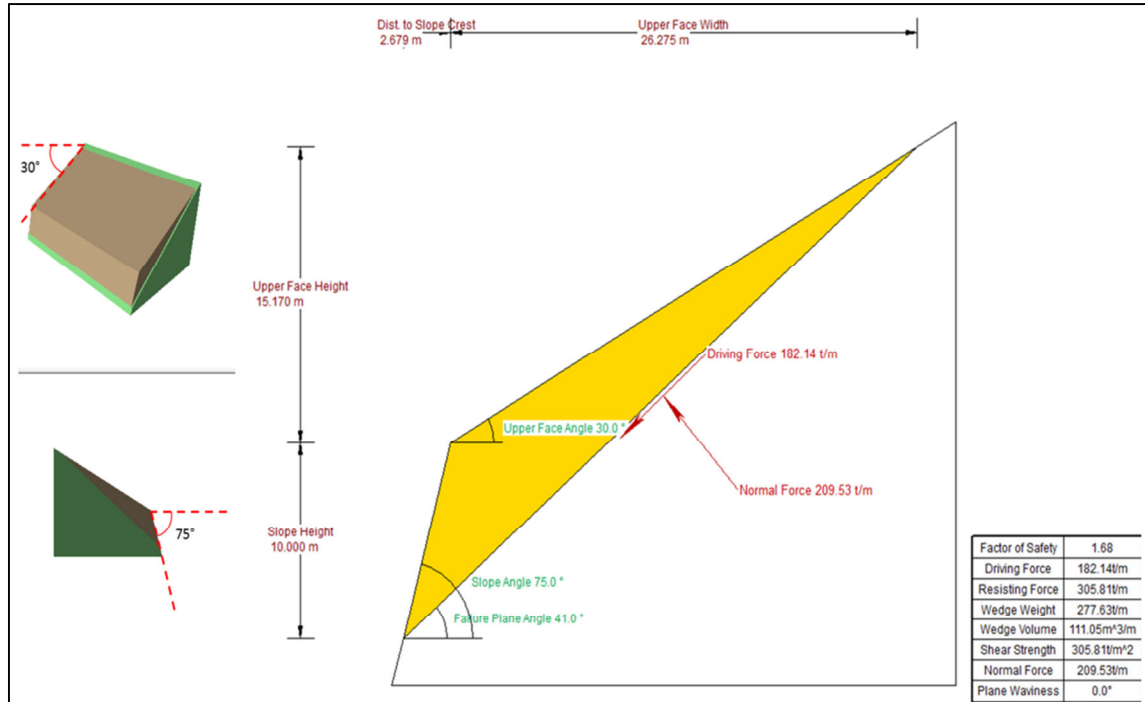 Dist. to Slope Crest
2.679 m
Upper Face Width
26.275 m
30°
Upper Face Height
15.170 m
Driving Force 182.14 t/m
Upper Face Angle 30.0 °
Normal Force 209.53 t/m
75°
Slope Height
10.000 m
Slope Angle 75.0 °
Failure Plane Angle 41.0 °
Factor of Safety 1.68
Driving Force 182.14t/m
Resisting Force 305.81t/m
Wedge Weight 277.63t/m
Wedge Volume 111.05m^3/m
Shear Strength 305.81t/m^2
Normal Force 209.53t/m
Plane Waviness 0.0°